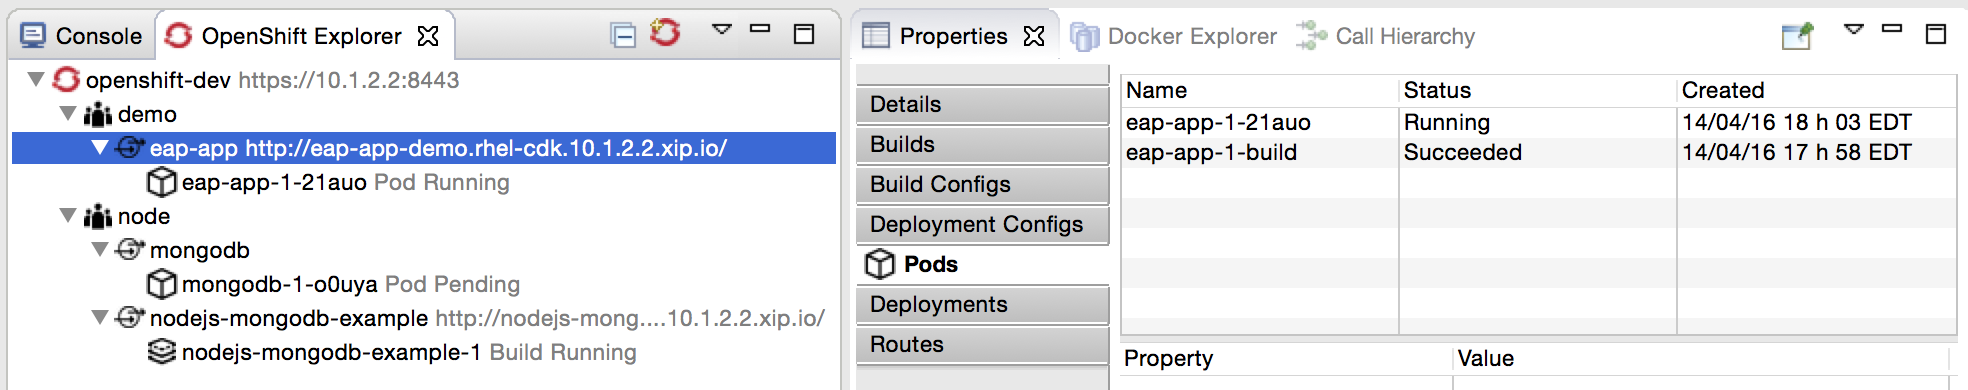 Console
OpenShift Explorer
openshift-dev https://10.1.2.2:8443
demo
eap-app http://eap-app-demo.rhel-cdk.10.1.2.2.xip.io/
eap-app-1-21auo Pod Running
node
mongodb
mongodb-1-o0uya Pod Pending
nodejs-mongodb-example http://nodejs-mong....10.1.2.2.xip.io/
nodejs-mongodb-example-1 Build Running
Properties
Docker Explorer
Call Hierarchy
Details
Builds
Build Configs
Deployment Configs
Pods
Deployments
Routes
Name Status Created
eap-app-1-21auo Running 14/04/16 18 h 03 EDT
eap-app-1-build Succeeded 14/04/16 17 h 58 EDT
Property Value